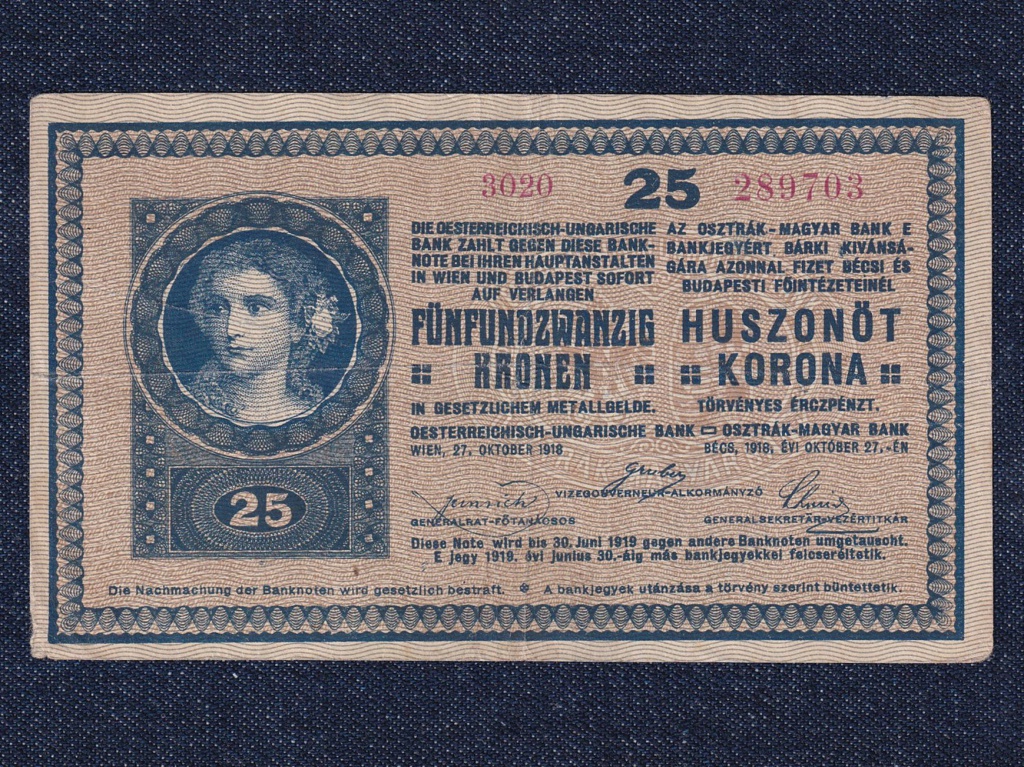 3020 25 289703
DIE OESTERREICHISCH-UNGARISCHE
BANK ZAHLT GEGEN DIESE BANK-
NOTE BEI IHREN HAUPTANSTALTEN
IN WIEN UND BUDAPEST SOFORT
AUF VERLANGEN
FÜNFUNDZWANZIG
KRONEN
IN GESETZLICHEM METALLGELDE.
AZ OSZTRÁK-MAGYAR BANK E
BANKJEGYÉRT BÁRKI KIVÁNSÁ-
GÁRA AZONNAL FIZET BÉCSI ÉS
BUDAPESTI FŐINTÉZETEINÉL
HUSZONÖT
KORONA
TÖRVÉNYES ÉRCZPÉNZT.
OESTERREICHISCH-UNGARISCHE BANK OSZTRÁK-MAGYAR BANK
WIEN, 27. OKTOBER 1918 BÉCS, 1918, ÉVI OKTÓBER 27.-ÉN
Gruber
VIZEGOUVERNEUR-ALKORMÁNYZÓ
GENERALRAT-FŐTANÁCSOS
Schmid
GENERALSEKRETÄR-VEZÉRTITKÁR
25
Diese Note wird bis 30. Juni 1919 gegen andere Banknoten umgetauscht.
E jegy 1919. évi junius 30.-áig más bankjegyekkel felcseréltetik.
Die Nachmachung der Banknoten wird gesetzlich bestraft. A bankjegyek utánzása a törvény szerint büntettetik.